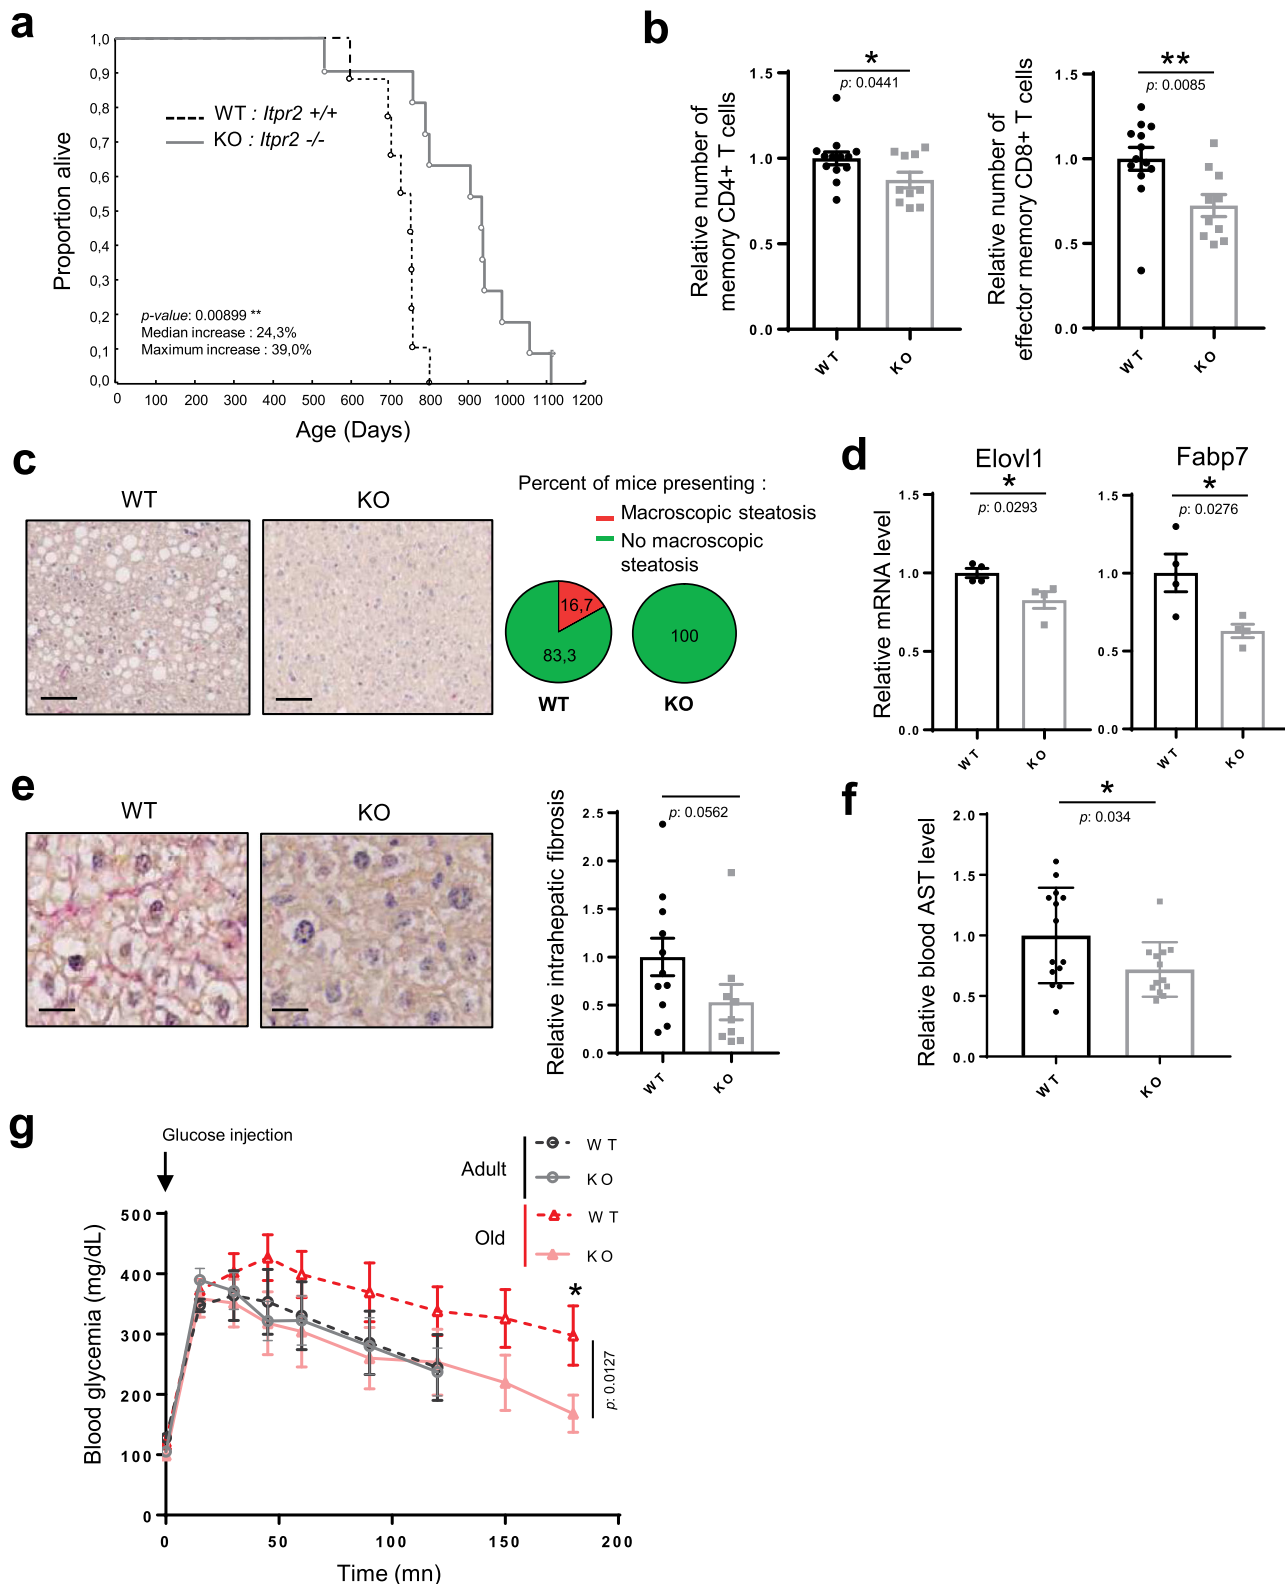 a
1,0
0,9
0,8
0,7
0,6
0,5
0,4
0,3
0,2
0,1
0,0
Proportion alive
WT : Itpr2 +/+
KO : Itpr2 -/-
p-value: 0.00899 **
Median increase : 24,3%
Maximum increase : 39,0%
0 100 200 300 400 500 600 700 800 900 1000 1100 1200
Age (Days)
b
Relative number of
memory CD4+ T cells
1.5
1.0
0.5
0.0
*
p: 0.0441
WT
KO
Relative number of
effector memory CD8+ T cells
1.5
1.0
0.5
0.0
**
p: 0.0085
WT
KO
c
WT
KO
Percent of mice presenting :
Macroscopic steatosis
No macroscopic
steatosis
16,7
83,3
WT
100
KO
d
Relative mRNA level
Elovl1
*
p: 0.0293
1.5
1.0
0.5
0.0
WT
KO
Fabp7
*
p: 0.0276
1.5
1.0
0.5
0.0
WT
KO
e
WT
KO
Relative intrahepatic fibrosis
2.5
2.0
1.5
1.0
0.5
0.0
p: 0.0562
WT
KO
f
Relative blood AST level
2.0
1.5
1.0
0.5
0.0
*
p: 0.034
WT
KO
g
Glucose injection
Adult
WT
KO
Old
WT
KO
Blood glycemia (mg/dL)
500
400
300
200
100
0
*
p: 0.0127
0 50 100 150 200
Time (mn)